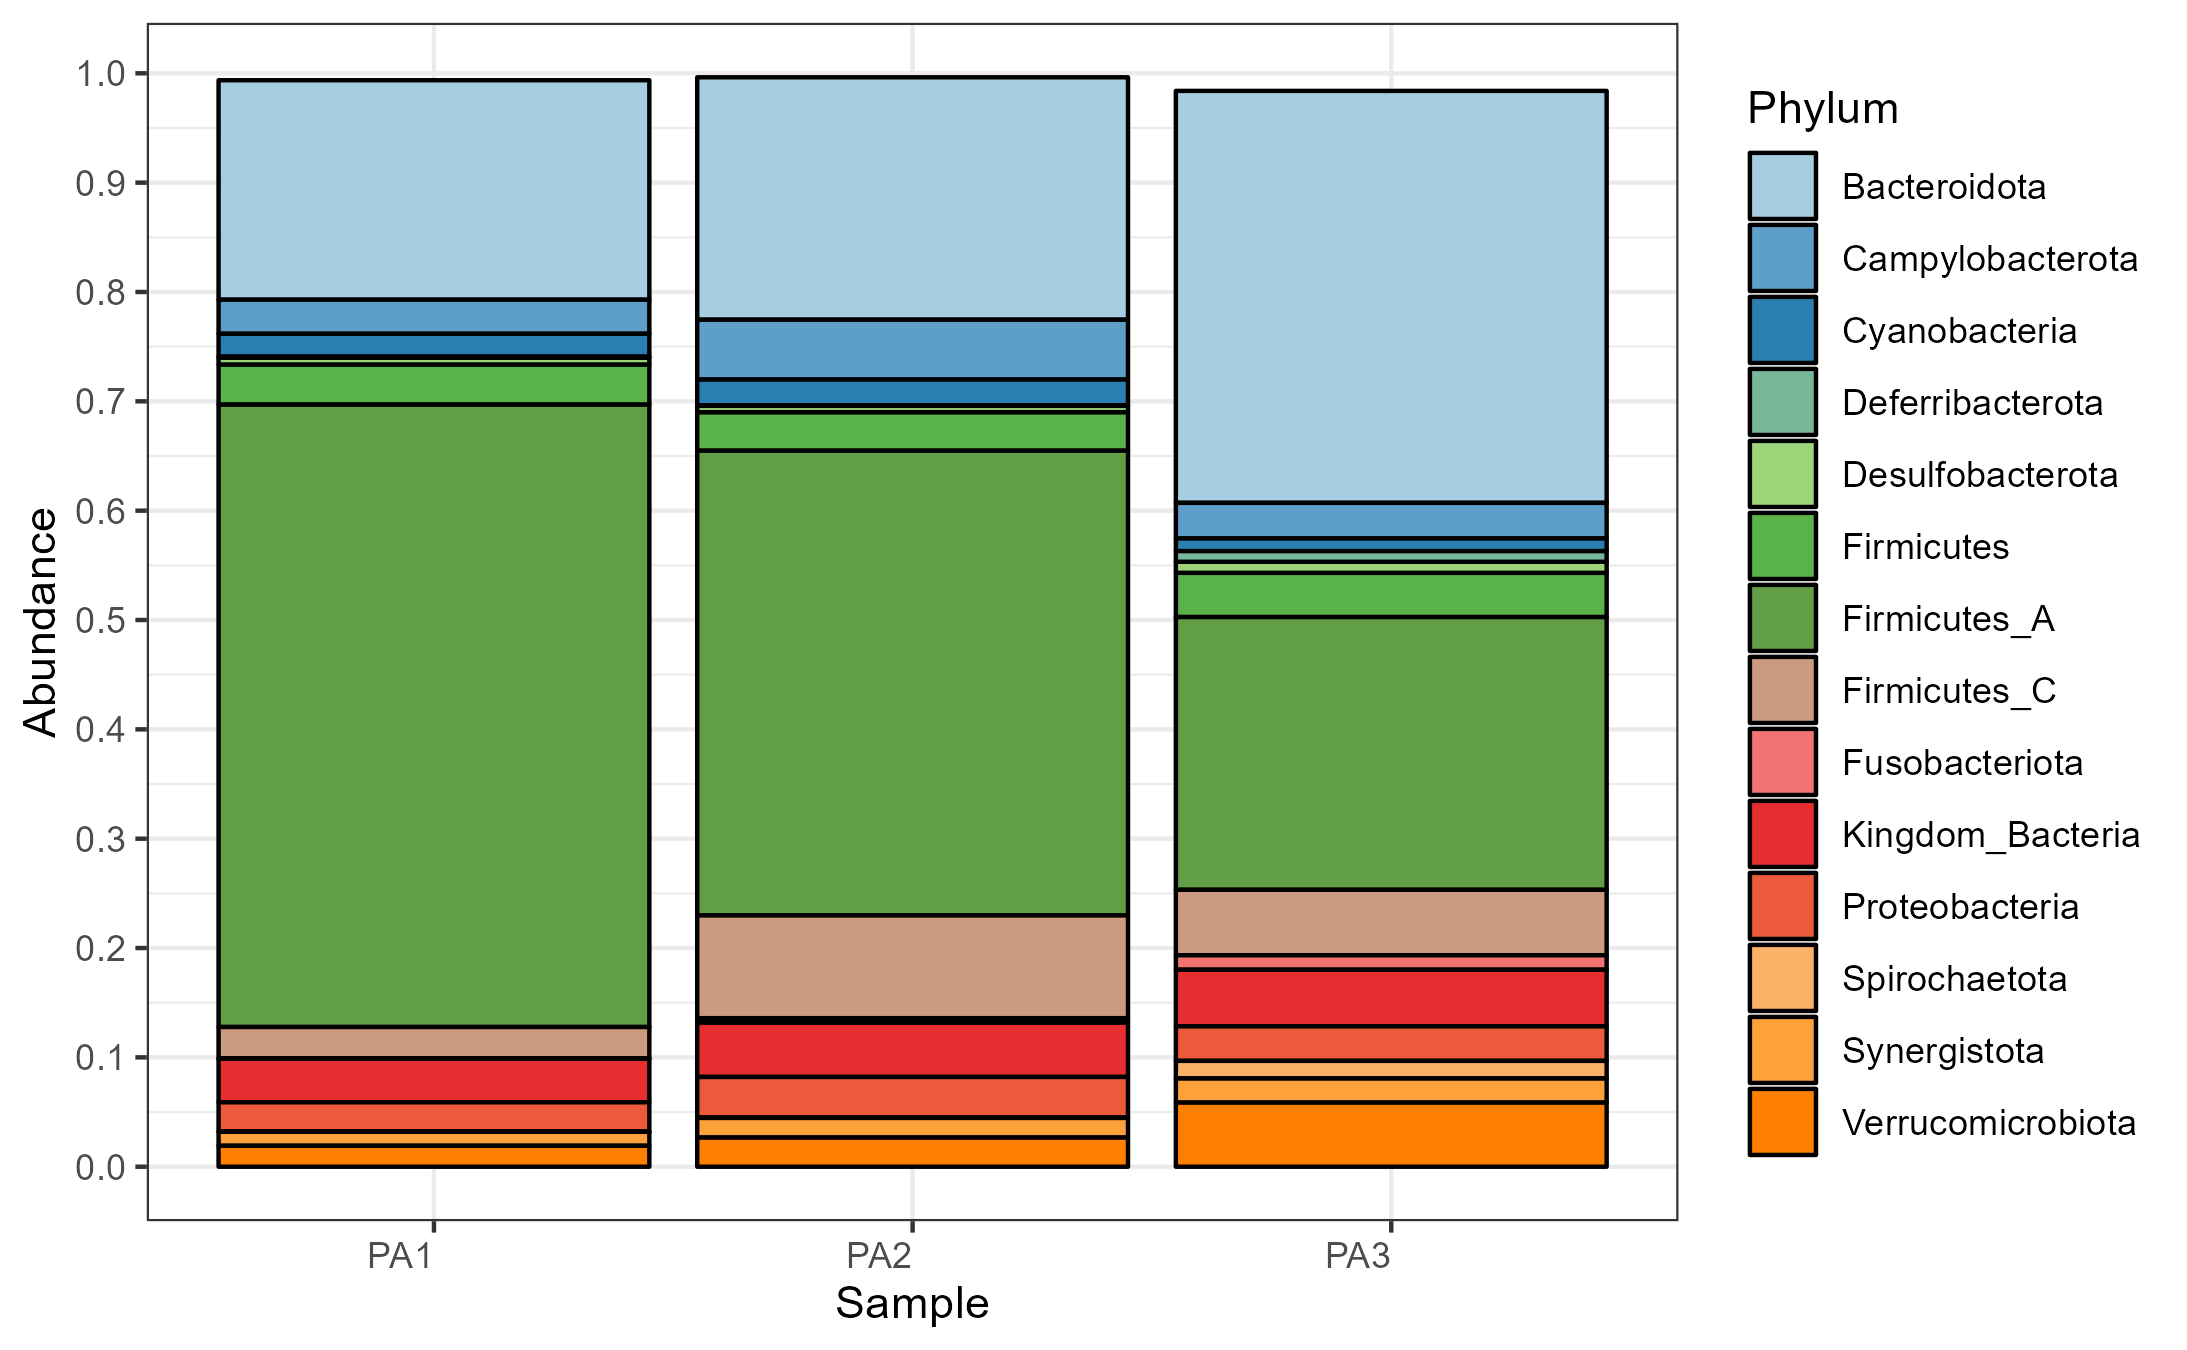 Abundance
1.0
0.9
0.8
0.7
0.6
0.5
0.4
0.3
0.2
0.1
0.0
PA1
PA2
PA3
Sample
Phylum
Bacteroidota
Campylobacterota
Cyanobacteria
Deferribacterota
Desulfobacterota
Firmicutes
Firmicutes_A
Firmicutes_C
Fusobacteriota
Kingdom_Bacteria
Proteobacteria
Spirochaetota
Synergistota
Verrucomicrobiota